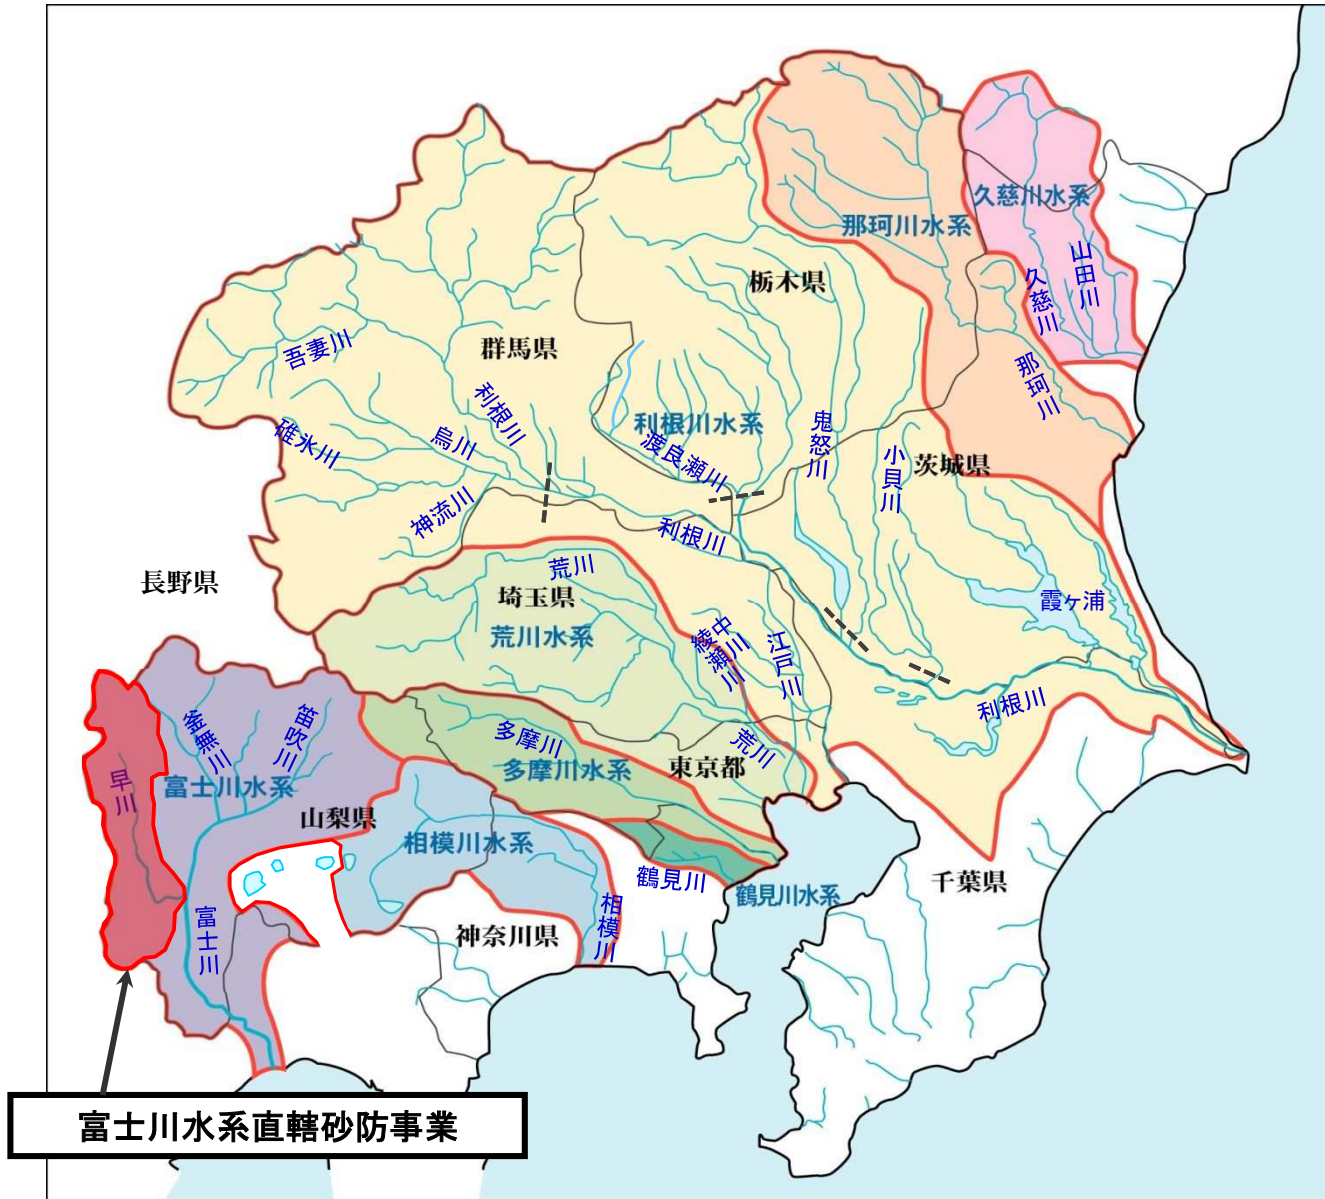 久慈川水系
那珂川水系
山田川
久慈川
栃木県
吾妻川
群馬県
那珂川
利根川
利根川水系
鬼怒川
碓氷川
烏川
渡良瀬川
小貝川
茨城県
神流川
利根川
荒川
長野県
埼玉県
霞ヶ浦
荒川水系
中川
綾瀬川
江戸川
利根川
釜無川
笛吹川
多摩川
荒川
早川
富士川水系
多摩川水系
東京都
山梨県
相模川水系
鶴見川
千葉県
鶴見川水系
富士川
神奈川県
相模川
富士川水系直轄砂防事業